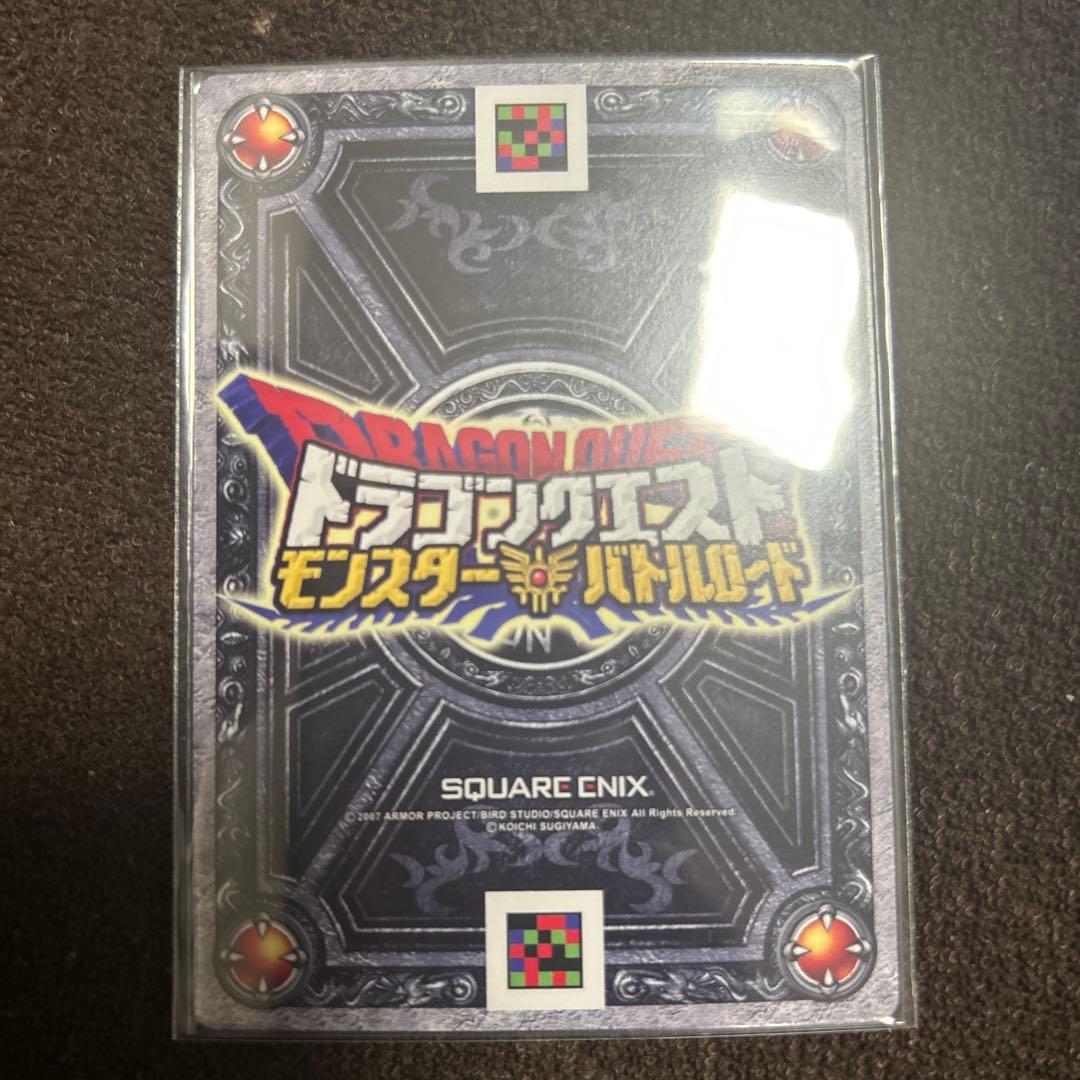 DRAGON QUEST
ドラゴンクエスト
モンスター バトルロード
SQUARE ENIX
©2007 ARMOR PROJECT/BIRD STUDIO/SQUARE ENIX All Rights Reserved.
©KOICHI SUGIYAMA